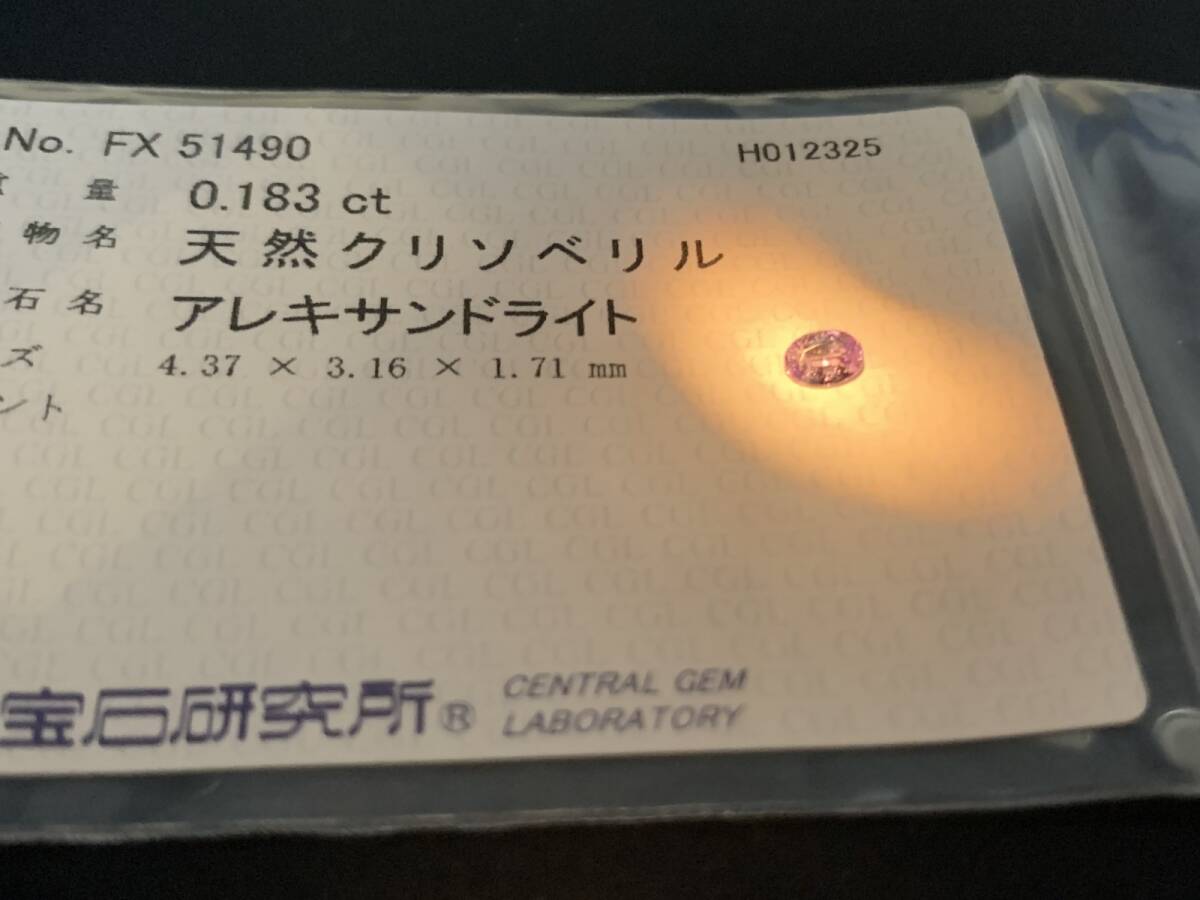 No. FX 51490
H012325
量 0.183 ct
物名 天然クリソベリル
石名 アレキサンドライト
ズ 4.37 × 3.16 × 1.71 mm
ント
宝石研究所® CENTRAL GEM
LABORATORY